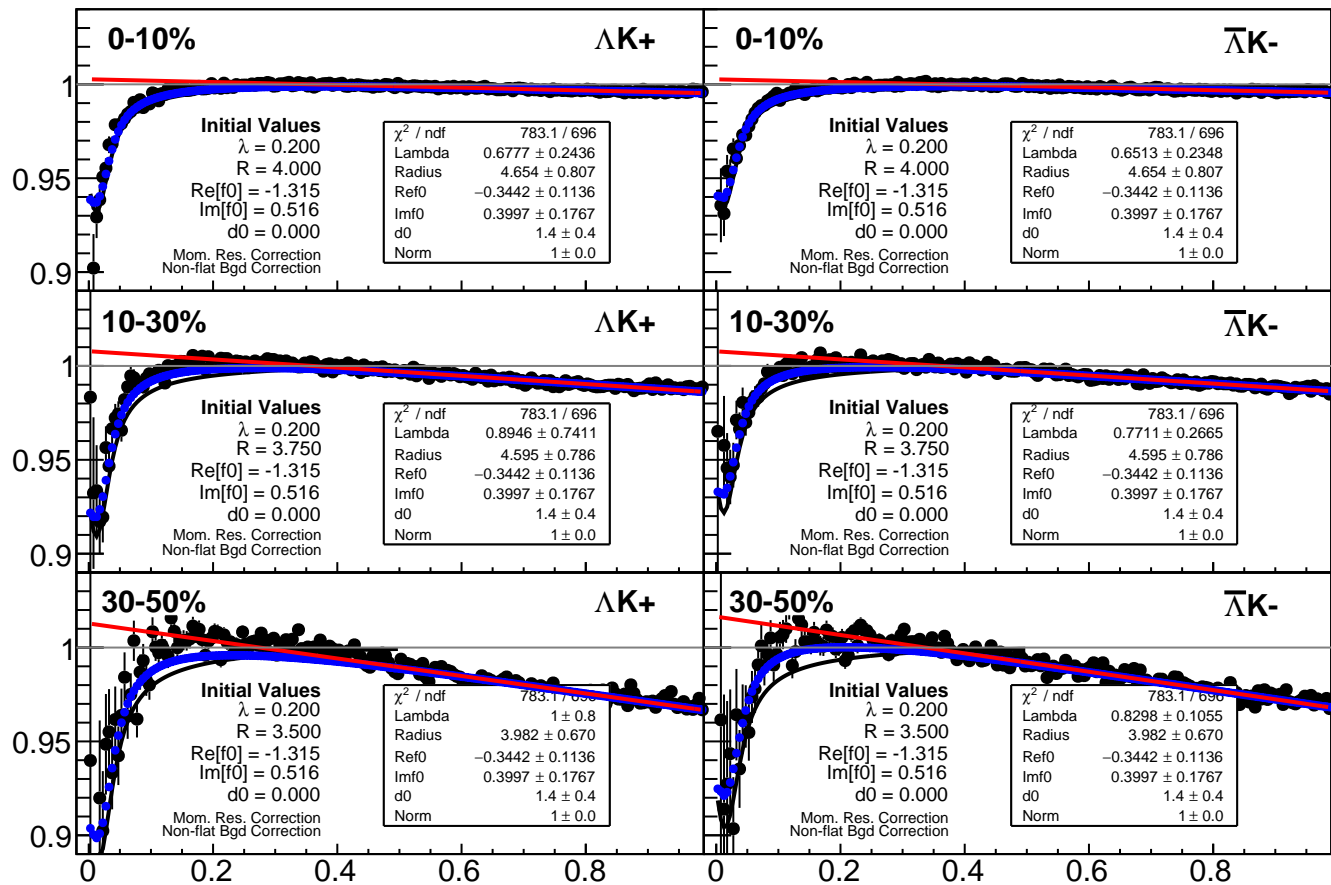 0-10%
ΛK+
1
0.95
0.9
Initial Values
λ = 0.200
R = 4.000
Re[f0] = -1.315
Im[f0] = 0.516
d0 = 0.000
Mom. Res. Correction
Non-flat Bgd Correction
χ² / ndf 783.1 / 696
Lambda 0.6777 ± 0.2436
Radius 4.654 ± 0.807
Ref0 −0.3442 ± 0.1136
Imf0 0.3997 ± 0.1767
d0 1.4 ± 0.4
Norm 1 ± 0.0
0-10%
Λ̅K-
Initial Values
λ = 0.200
R = 4.000
Re[f0] = -1.315
Im[f0] = 0.516
d0 = 0.000
Mom. Res. Correction
Non-flat Bgd Correction
χ² / ndf 783.1 / 696
Lambda 0.6513 ± 0.2348
Radius 4.654 ± 0.807
Ref0 −0.3442 ± 0.1136
Imf0 0.3997 ± 0.1767
d0 1.4 ± 0.4
Norm 1 ± 0.0
10-30%
ΛK+
1
0.95
0.9
Initial Values
λ = 0.200
R = 3.750
Re[f0] = -1.315
Im[f0] = 0.516
d0 = 0.000
Mom. Res. Correction
Non-flat Bgd Correction
χ² / ndf 783.1 / 696
Lambda 0.8946 ± 0.7411
Radius 4.595 ± 0.786
Ref0 −0.3442 ± 0.1136
Imf0 0.3997 ± 0.1767
d0 1.4 ± 0.4
Norm 1 ± 0.0
10-30%
Λ̅K-
Initial Values
λ = 0.200
R = 3.750
Re[f0] = -1.315
Im[f0] = 0.516
d0 = 0.000
Mom. Res. Correction
Non-flat Bgd Correction
χ² / ndf 783.1 / 696
Lambda 0.7711 ± 0.2665
Radius 4.595 ± 0.786
Ref0 −0.3442 ± 0.1136
Imf0 0.3997 ± 0.1767
d0 1.4 ± 0.4
Norm 1 ± 0.0
30-50%
ΛK+
1
0.95
0.9
Initial Values
λ = 0.200
R = 3.500
Re[f0] = -1.315
Im[f0] = 0.516
d0 = 0.000
Mom. Res. Correction
Non-flat Bgd Correction
χ² / ndf 783.1 / 696
Lambda 1 ± 0.8
Radius 3.982 ± 0.670
Ref0 −0.3442 ± 0.1136
Imf0 0.3997 ± 0.1767
d0 1.4 ± 0.4
Norm 1 ± 0.0
30-50%
Λ̅K-
Initial Values
λ = 0.200
R = 3.500
Re[f0] = -1.315
Im[f0] = 0.516
d0 = 0.000
Mom. Res. Correction
Non-flat Bgd Correction
χ² / ndf 783.1 / 696
Lambda 0.8298 ± 0.1055
Radius 3.982 ± 0.670
Ref0 −0.3442 ± 0.1136
Imf0 0.3997 ± 0.1767
d0 1.4 ± 0.4
Norm 1 ± 0.0
0 0.2 0.4 0.6 0.8 0 0.2 0.4 0.6 0.8